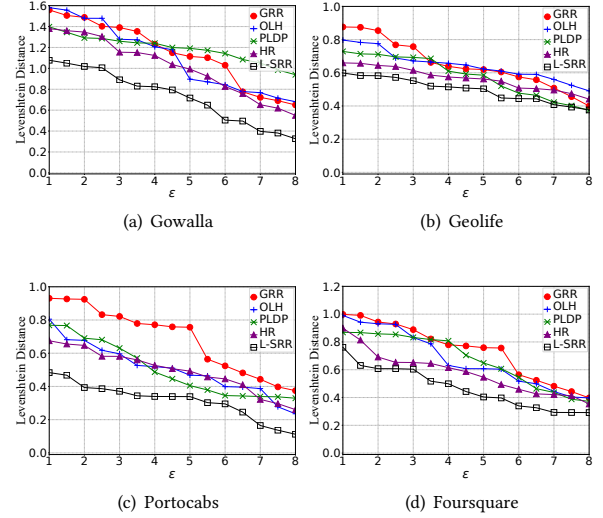 1.6
1.4
1.2
1.0
0.8
0.6
0.4
0.2
0.0
Levenshtein Distance
1 2 3 4 5 6 7 8
ε
GRR
OLH
PLDP
HR
L-SRR
(a) Gowalla
1.0
0.8
0.6
0.4
0.2
0.0
Levenshtein Distance
1 2 3 4 5 6 7 8
ε
GRR
OLH
PLDP
HR
L-SRR
(b) Geolife
1.0
0.8
0.6
0.4
0.2
0.0
Levenshtein Distance
1 2 3 4 5 6 7 8
ε
GRR
OLH
PLDP
HR
L-SRR
(c) Portocabs
1.2
1.0
0.8
0.6
0.4
0.2
0.0
Levenshtein Distance
1 2 3 4 5 6 7 8
ε
GRR
OLH
PLDP
HR
L-SRR
(d) Foursquare